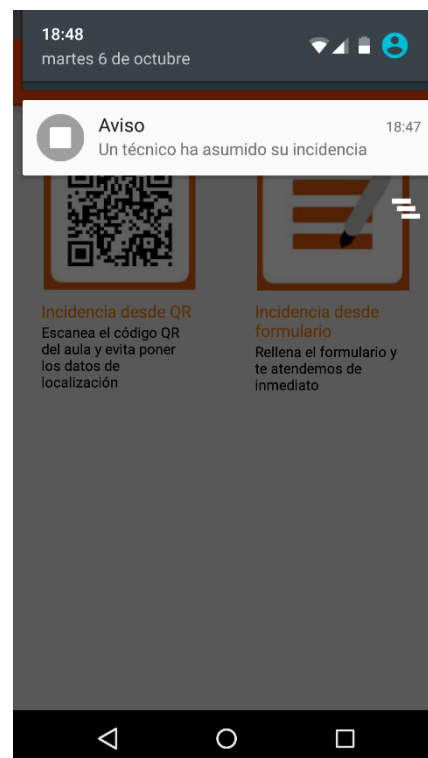 18:48
martes 6 de octubre
Aviso
18:47
Un técnico ha asumido su incidencia
Incidencia desde QR
Escanea el código QR
del aula y evita poner
los datos de
localización
Incidencia desde
formulario
Rellena el formulario y
te atendemos de
inmediato